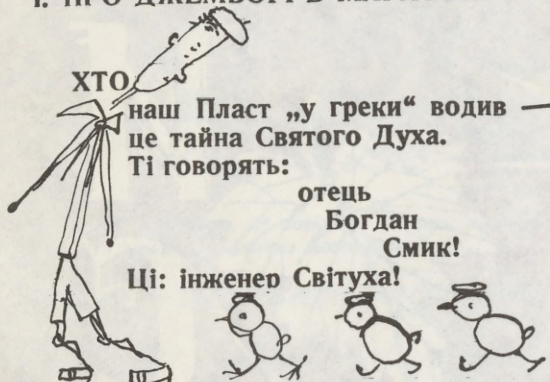 ХТО
наш Пласт „у греки“ водив —
це тайна Святого Духа.
Ті говорять:
отець
Богдан
Смик!
Ці: інженер Світуха!